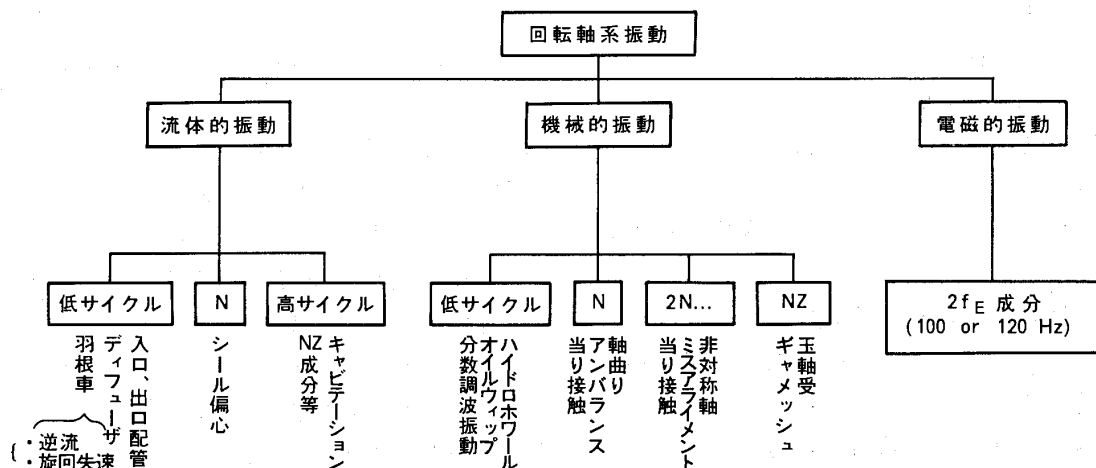 回転軸系振動
流体的振動
機械的振動
電磁的振動
低サイクル
N
高サイクル
低サイクル
N
2N...
NZ
2fE成分
(100 or 120 Hz)
入口、出口配管
ディフューザ
羽根車
・逆流
・旋回失速
シール偏心
キャビテーション
NZ成分等
ハイドロホワール
オイルウィップ
分数調波振動
軸曲り
アンバランス
当り接触
非対称軸
ミスアライメント
当り接触
玉軸受
ギャメッシュ